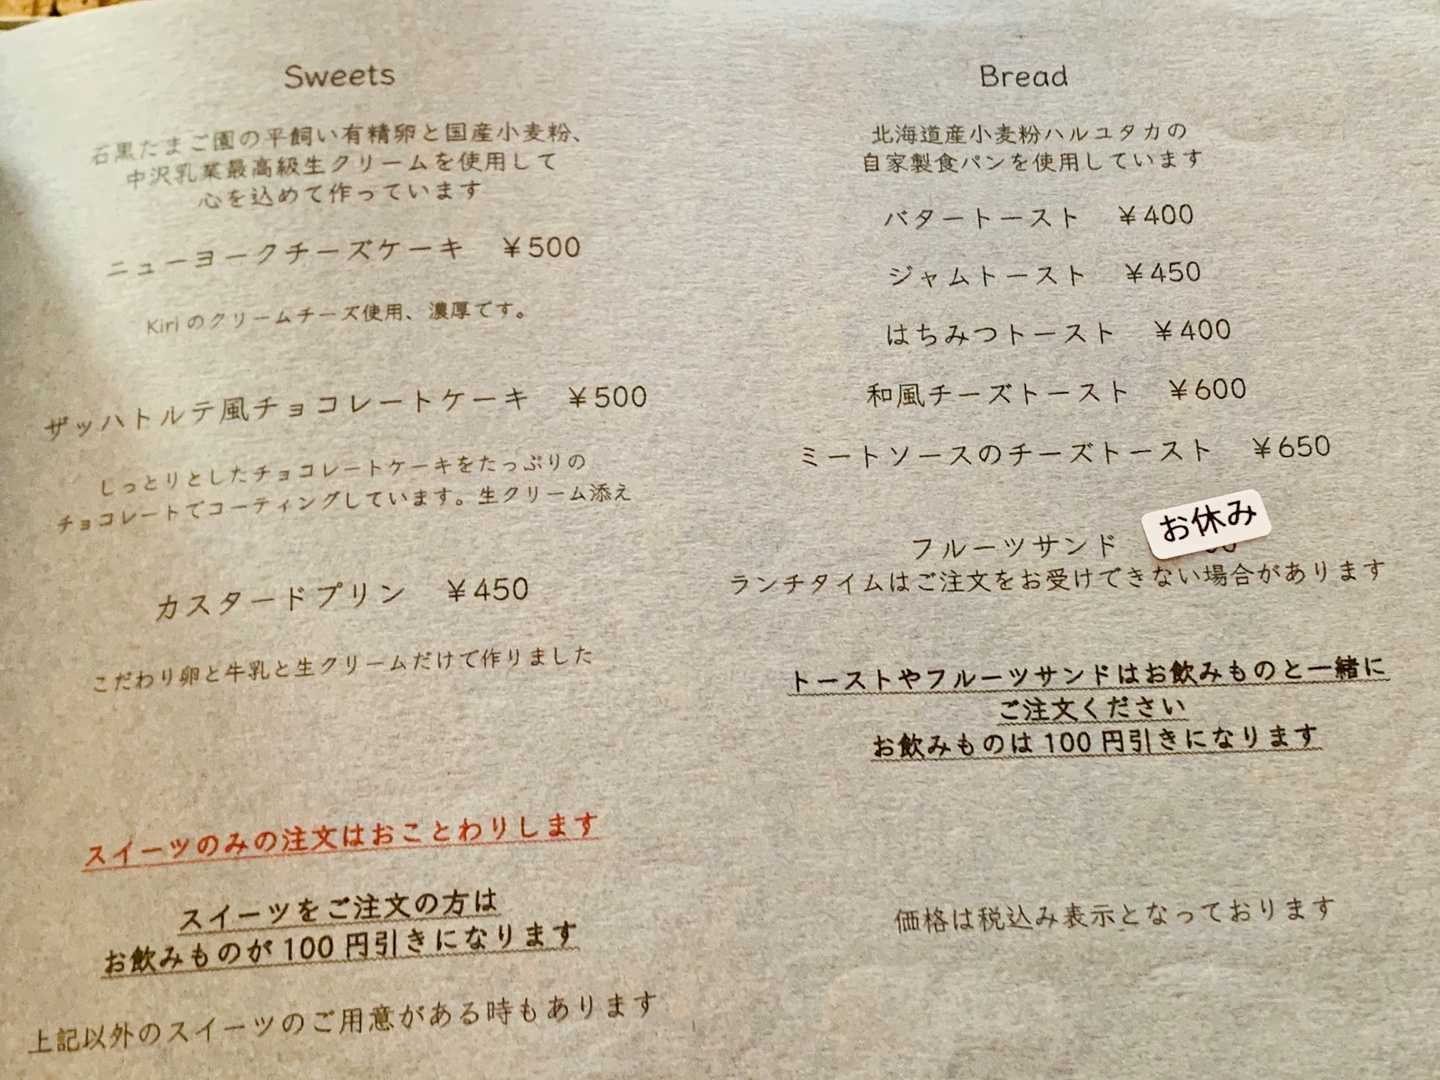 Sweets
石黒たまご園の平飼い有精卵と国産小麦粉、
中沢乳業最高級生クリームを使用して
心を込めて作っています
ニューヨークチーズケーキ ￥500
Kiriのクリームチーズ使用、濃厚です。
ザッハトルテ風チョコレートケーキ ￥500
しっとりとしたチョコレートケーキをたっぷりの
チョコレートでコーティングしています。生クリーム添え
カスタードプリン ￥450
こだわり卵と牛乳と生クリームだけで作りました
スイーツのみの注文はおことわりします
スイーツをご注文の方は
お飲みものが100円引きになります
上記以外のスイーツのご用意がある時もあります
Bread
北海道産小麦粉ハルユタカの
自家製食パンを使用しています
バタートースト ￥400
ジャムトースト ￥450
はちみつトースト ￥400
和風チーズトースト ￥600
ミートソースのチーズトースト ￥650
フルーツサンド お休み
ランチタイムはご注文をお受けできない場合があります
トーストやフルーツサンドはお飲みものと一緒に
ご注文ください
お飲みものは100円引きになります
価格は税込み表示となっております